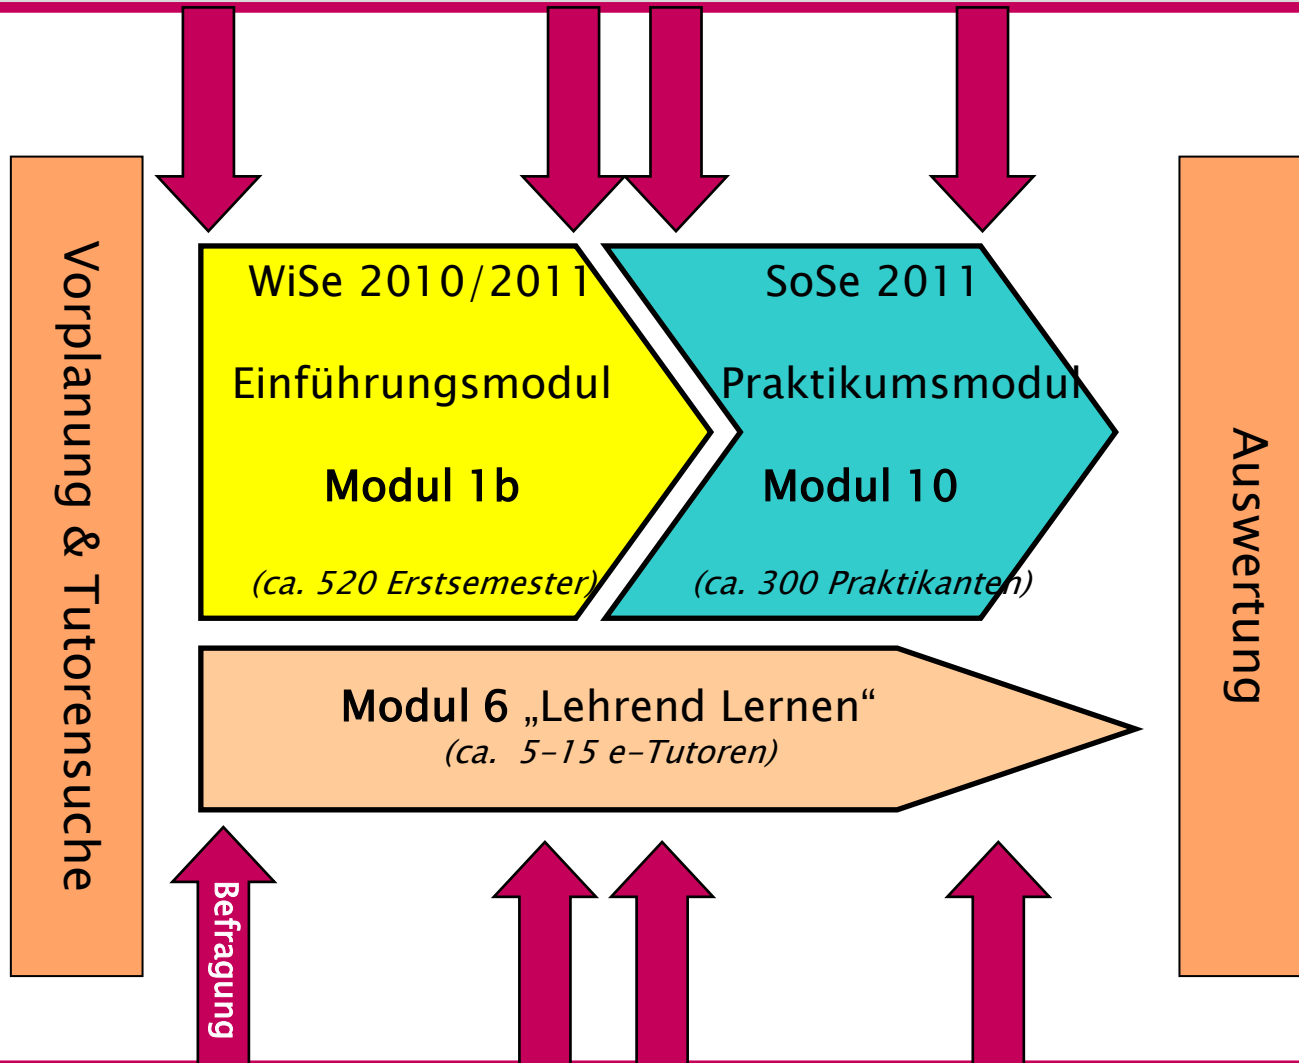 Vorplanung & Tutorensuche
WiSe 2010/2011
Einführungsmodul
Modul 1b
(ca. 520 Erstsemester)
SoSe 2011
Praktikumsmodul
Modul 10
(ca. 300 Praktikanten)
Modul 6 „Lehrend Lernen“
(ca. 5-15 e-Tutoren)
Befragung
Auswertung